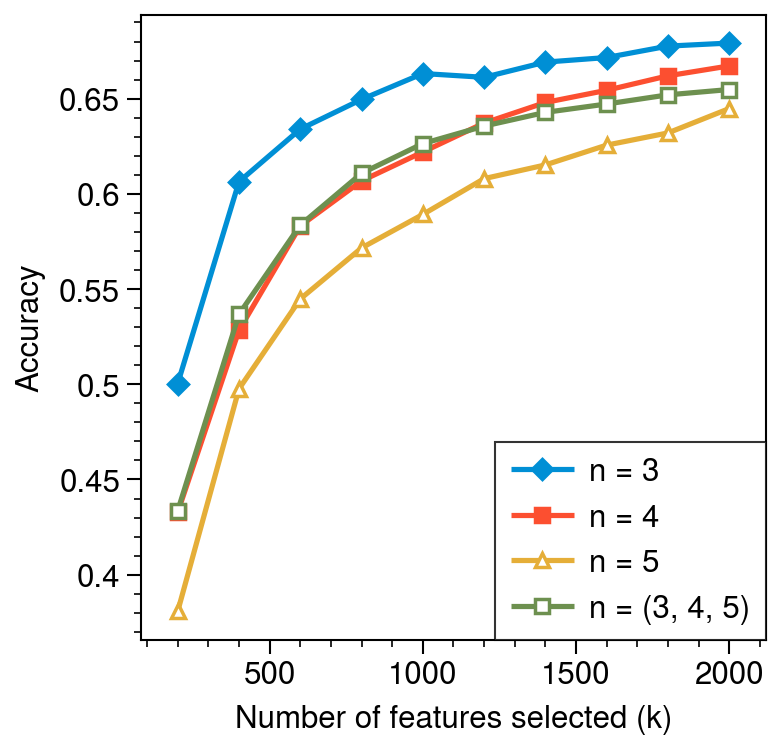 0.65
0.6
0.55
0.5
0.45
0.4
Accuracy
500
1000
1500
2000
Number of features selected (k)
n = 3
n = 4
n = 5
n = (3, 4, 5)